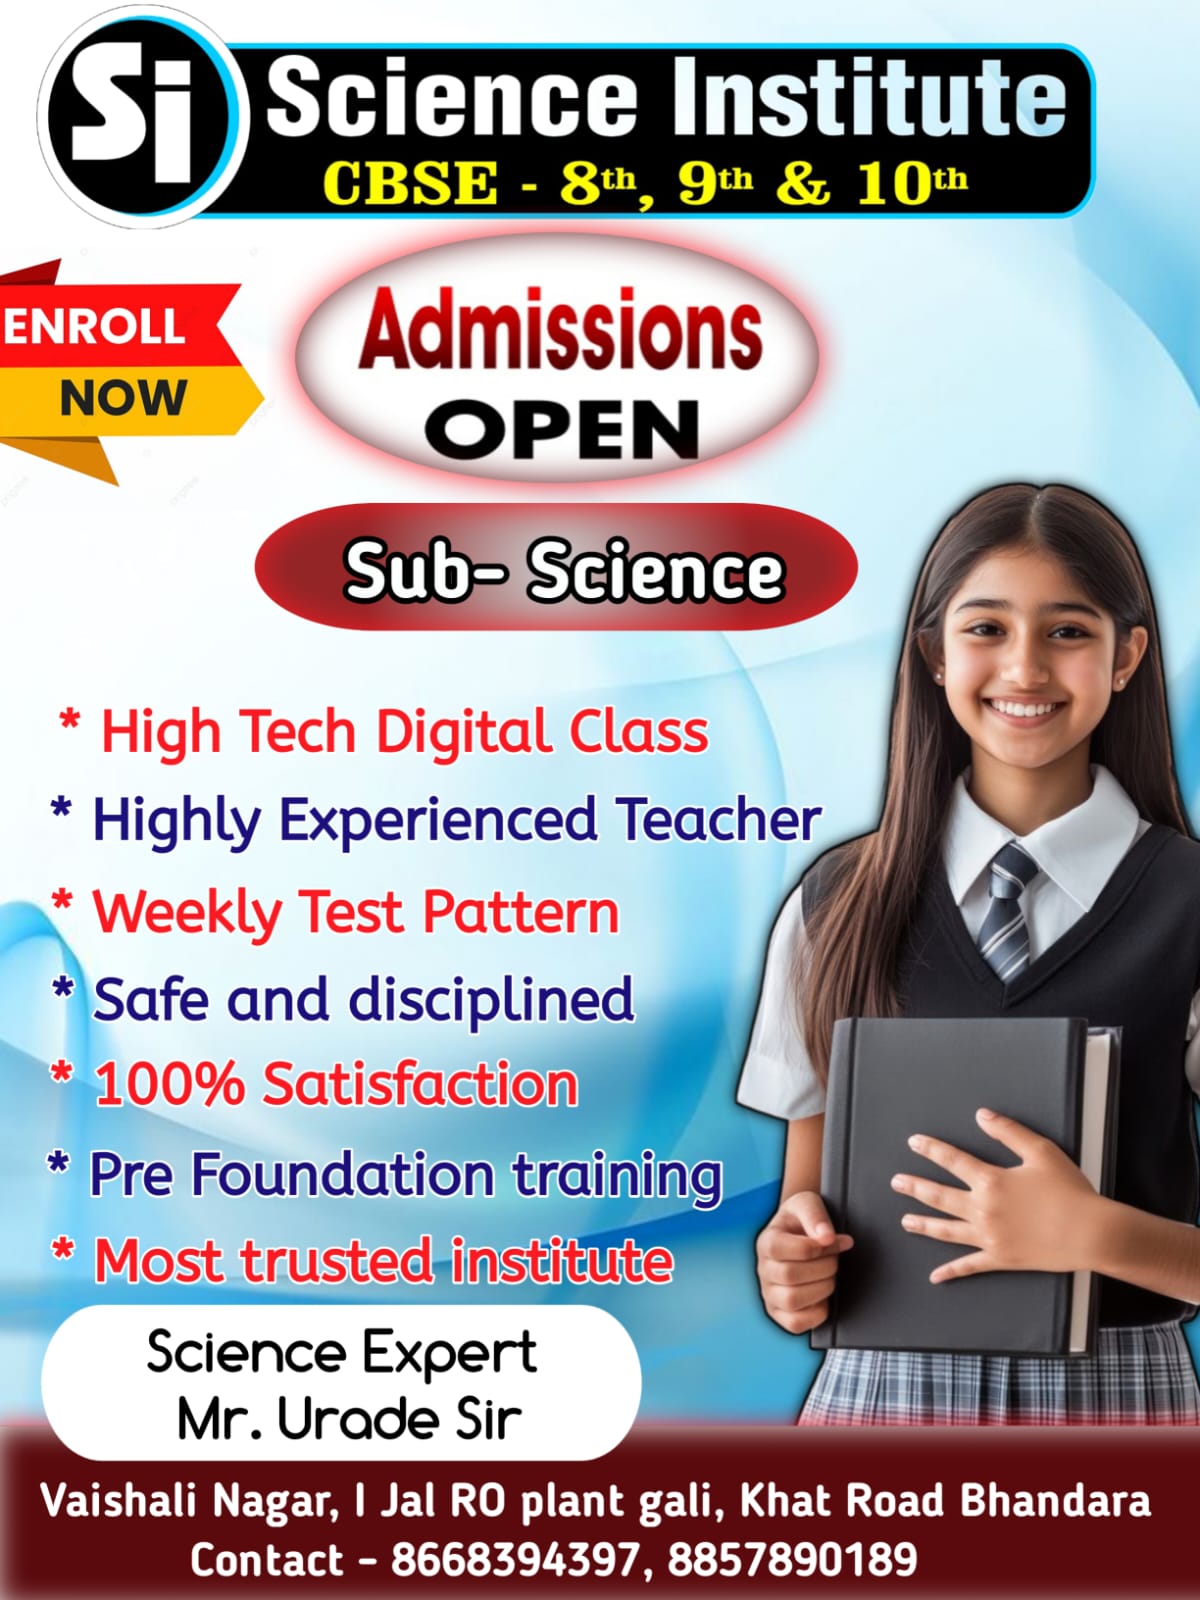 Si
Science Institute
CBSE - 8th, 9th & 10th
ENROLL
NOW
Admissions
OPEN
Sub- Science
* High Tech Digital Class
* Highly Experienced Teacher
* Weekly Test Pattern
* Safe and disciplined
* 100% Satisfaction
* Pre Foundation training
* Most trusted institute
Science Expert
Mr. Urade Sir
Vaishali Nagar, I Jal RO plant gali, Khat Road Bhandara
Contact - 8668394397, 8857890189